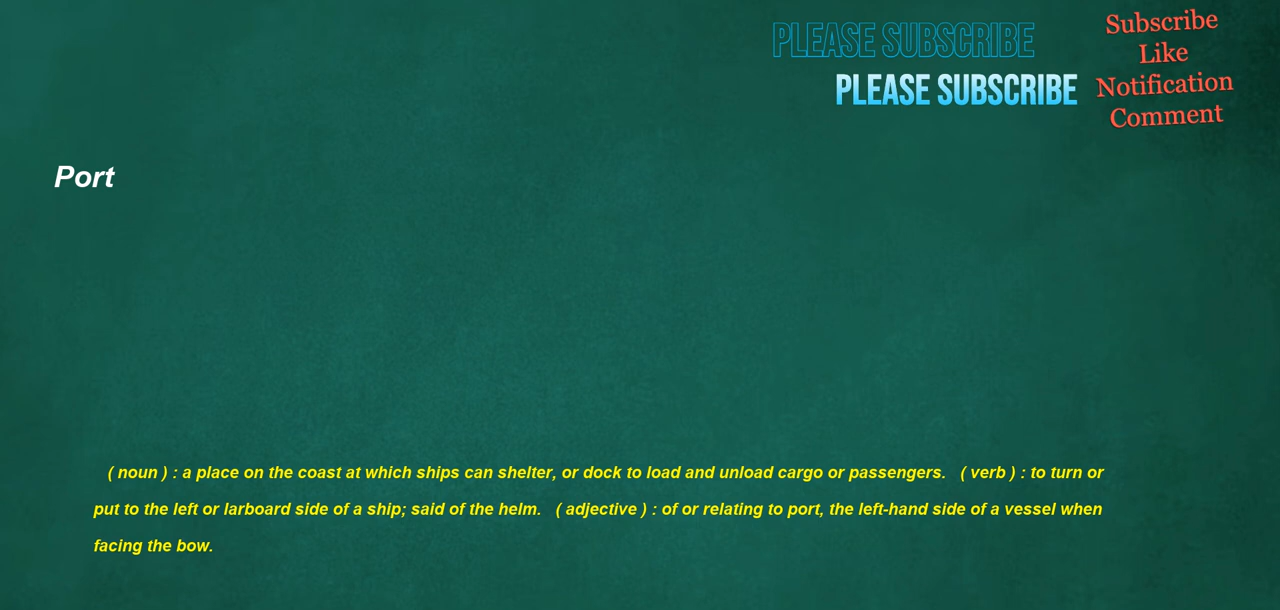 PLEASE SUBSCRIBE
PLEASE SUBSCRIBE
Subscribe
Like
Notification
Comment
Port
( noun ) : a place on the coast at which ships can shelter, or dock to load and unload cargo or passengers. ( verb ) : to turn or
put to the left or larboard side of a ship; said of the helm. ( adjective ) : of or relating to port, the left-hand side of a vessel when
facing the bow.